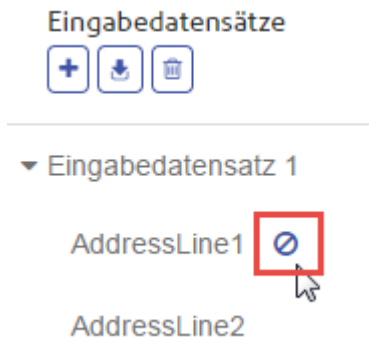 Eingabedatensätze
Eingabedatensatz 1
AddressLine1
AddressLine2